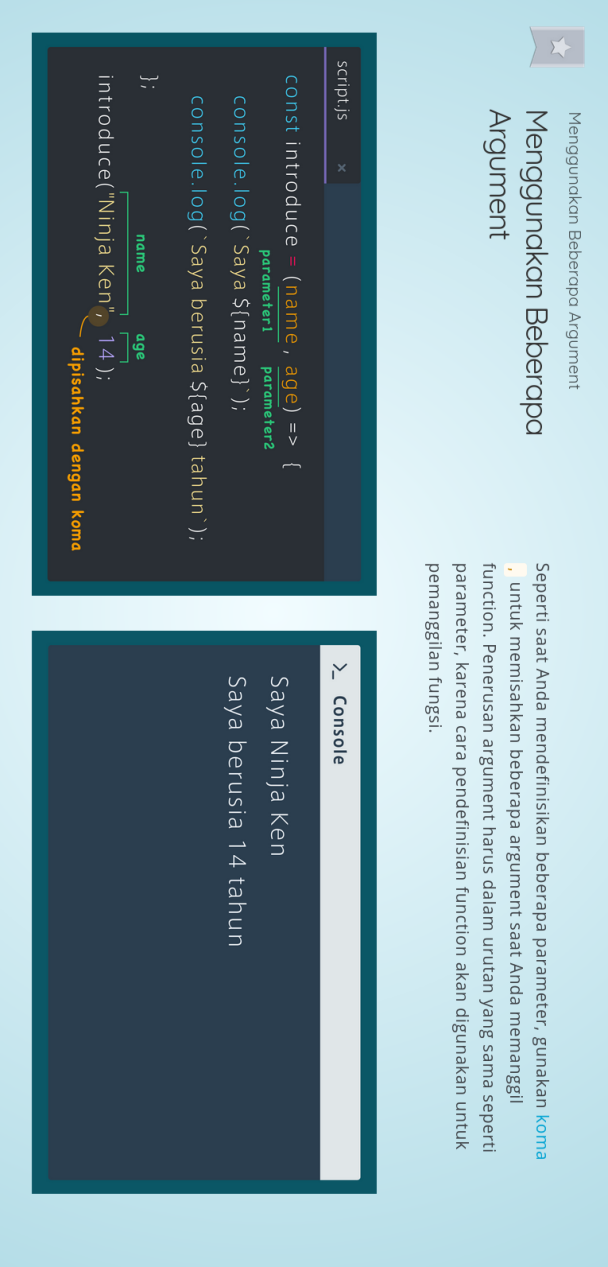 Menggunakan Beberapa Argument
Menggunakan Beberapa
Argument
Seperti saat Anda mendefinisikan beberapa parameter, gunakan koma
, untuk memisahkan beberapa argument saat Anda memanggil
function. Penerusan argument harus dalam urutan yang sama seperti
parameter, karena cara pendefinisian function akan digunakan untuk
pemanggilan fungsi.
script.js ×
const introduce = (name, age) => {
parameter1 parameter2
console.log(`Saya ${name}`);
console.log(`Saya berusia ${age} tahun`);
};
name age
introduce("Ninja Ken", 14);
dipisahkan dengan koma
>_ Console
Saya Ninja Ken
Saya berusia 14 tahun